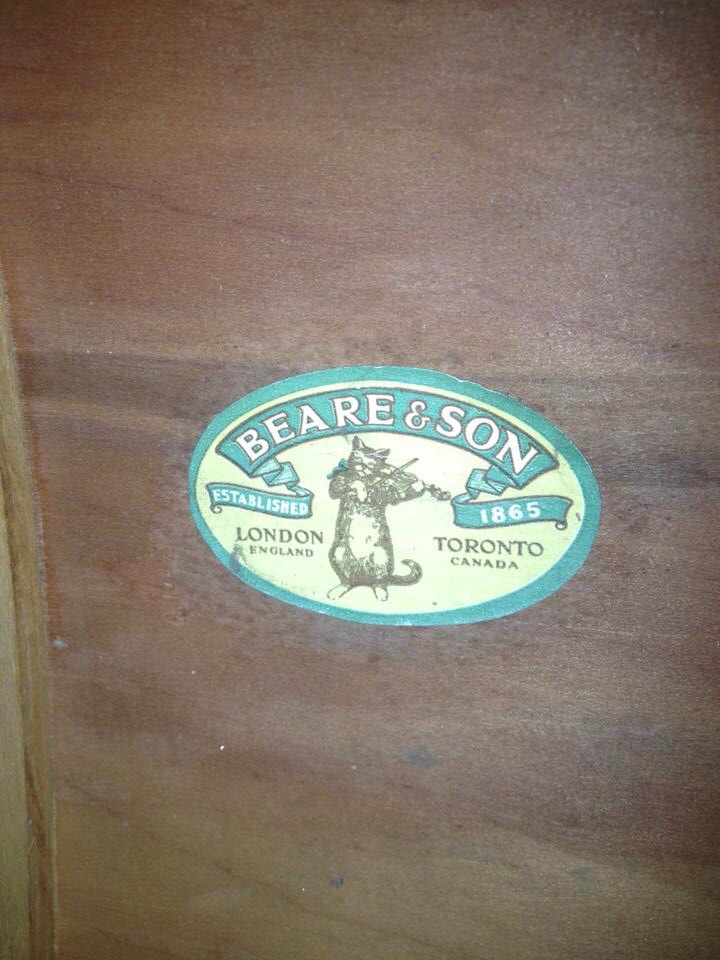 BEARE & SON
ESTABLISHED 1865
LONDON
ENGLAND
TORONTO
CANADA